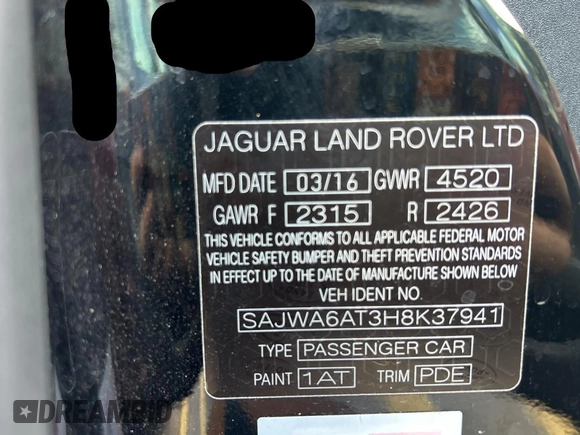 JAGUAR LAND ROVER LTD
MFD DATE 03/16 GVWR 4520
GAWR F 2315 R 2426
THIS VEHICLE CONFORMS TO ALL APPLICABLE FEDERAL MOTOR
VEHICLE SAFETY BUMPER AND THEFT PREVENTION STANDARDS
IN EFFECT UP TO THE DATE OF MANUFACTURE SHOWN BELOW
VEH IDENT NO.
SAJWA6AT3H8K37941
TYPE PASSENGER CAR
PAINT 1AT TRIM PDE
DREAMBID